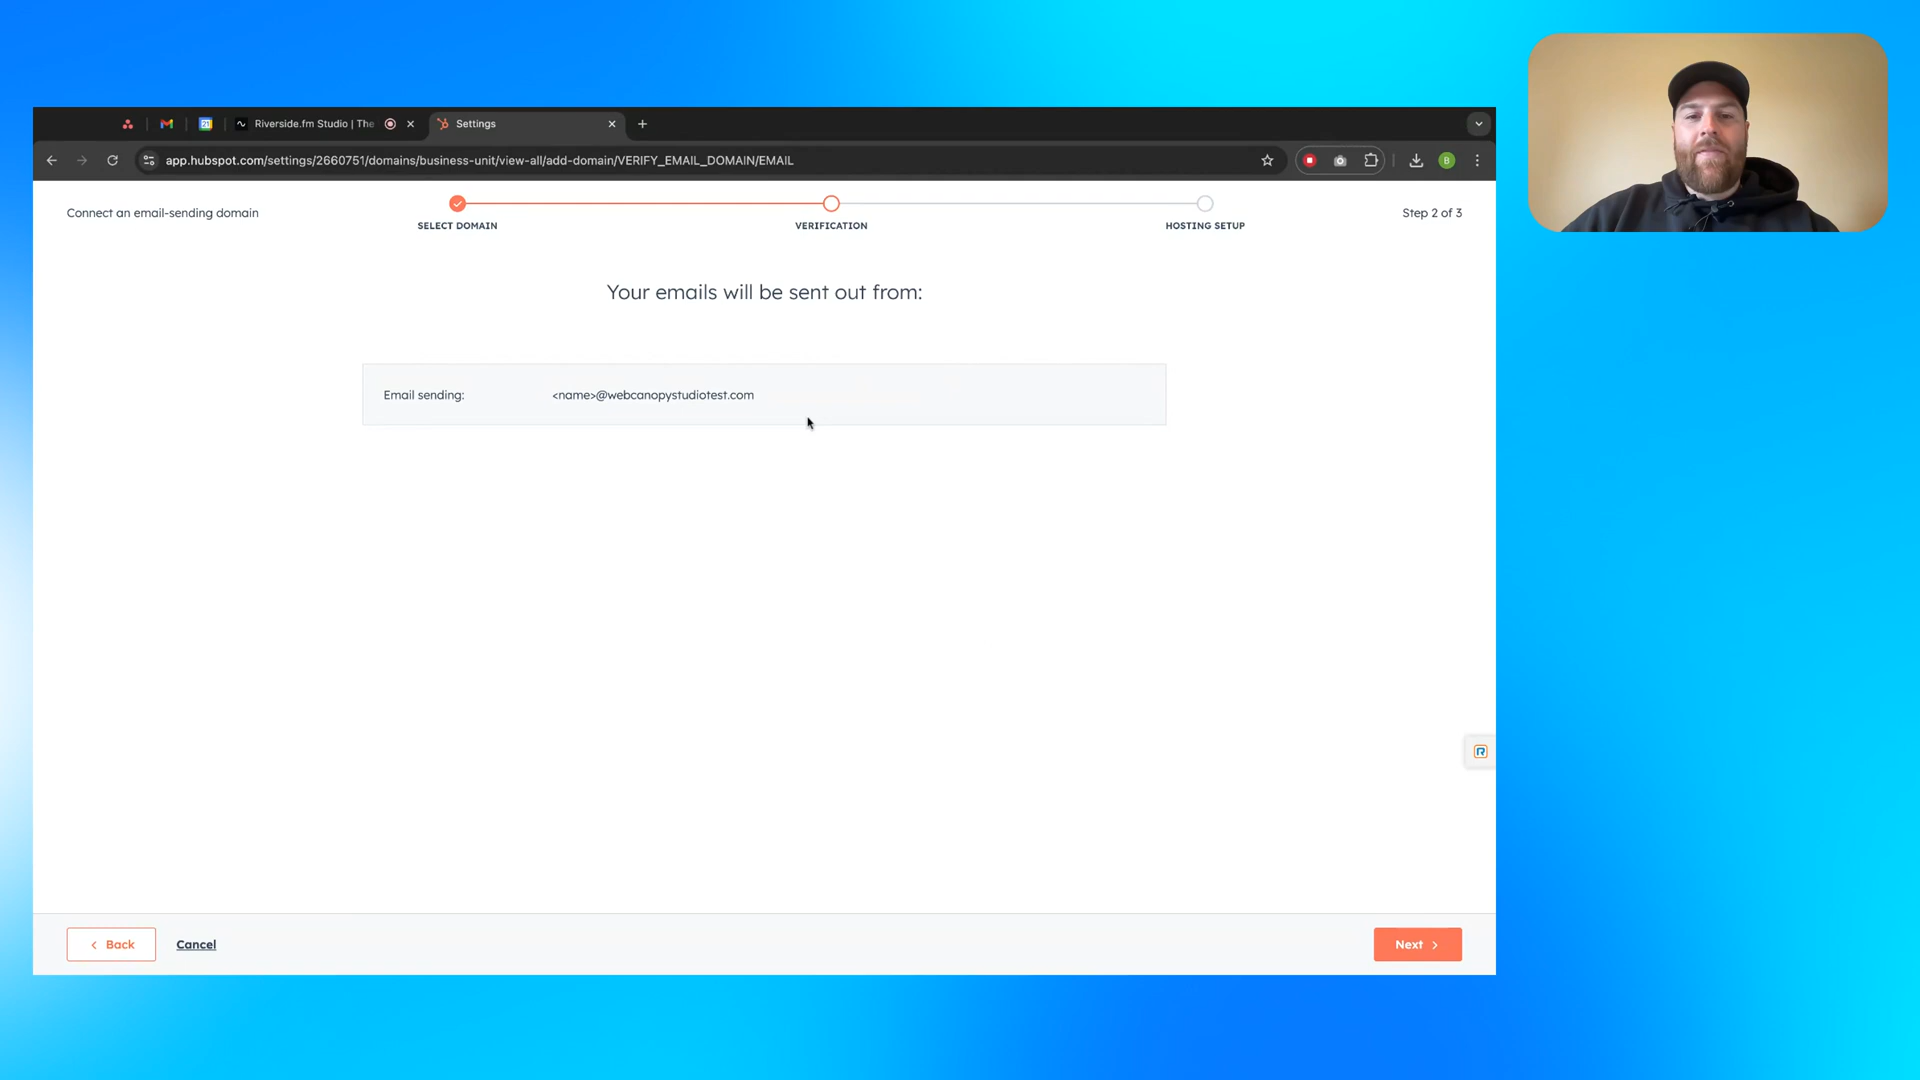 21
Riverside.fm Studio | The
Settings
app.hubspot.com/settings/2660751/domains/business-unit/view-all/add-domain/VERIFY_EMAIL_DOMAIN/EMAIL
B
Connect an email-sending domain
SELECT DOMAIN
VERIFICATION
HOSTING SETUP
Step 2 of 3
Your emails will be sent out from:
Email sending: <name>@webcanopystudiotest.com
R
Back
Cancel
Next